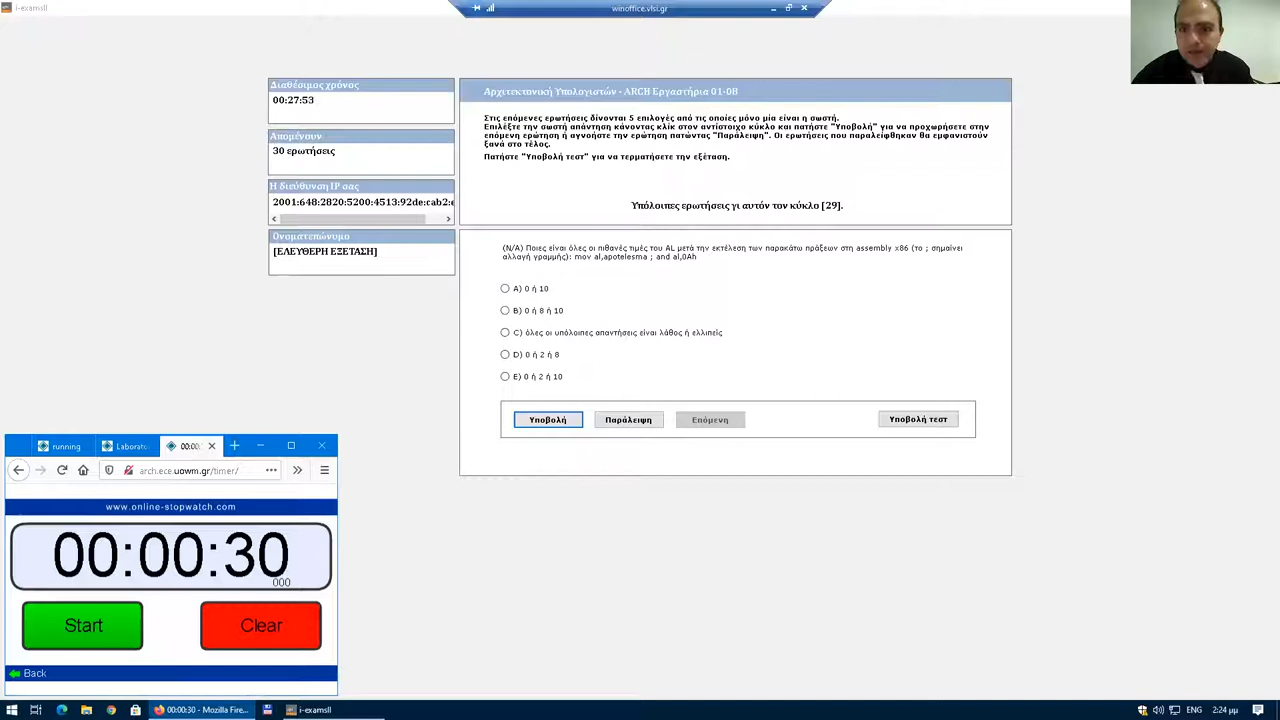 i-examsll
winoffice.vlsi.gr
Διαθέσιμος χρόνος
00:27:53
Απομένουν
30 ερωτήσεις
Η διεύθυνση IP σας
2001:648:2820:5200:4513:92de:cab2:
Ονοματεπώνυμο
[ΕΛΕΥΘΕΡΗ ΕΞΕΤΑΣΗ]
Αρχιτεκτονική Υπολογιστών - ARCH Εργαστήρια 01-08
Στις επόμενες ερωτήσεις δίνονται 5 επιλογές από τις οποίες μόνο μία είναι η σωστή.
Επιλέξτε την σωστή απάντηση κάνοντας κλίκ στον αντίστοιχο κύκλο και πατήστε "Υποβολή" για να προχωρήσετε στην
επόμενη ερώτηση ή αγνοήστε την ερώτηση πατώντας "Παράλειψη". Οι ερωτήσεις που παραλείφθηκαν θα εμφανιστούν
ξανά στο τέλος.
Πατήστε "Υποβολή τεστ" για να τερματήσετε την εξέταση.
Υπόλοιπες ερωτήσεις γι αυτόν τον κύκλο [29].
(N/A) Ποιες είναι όλες οι πιθανές τιμές του AL μετά την εκτέλεση των παρακάτω πράξεων στη assembly x86 (το ; σημαίνει
αλλαγή γραμμής): mov al,apotelesma ; and al,0Ah
A) 0 ή 10
B) 0 ή 8 ή 10
C) όλες οι υπόλοιπες απαντήσεις είναι λάθος ή ελλιπείς
D) 0 ή 2 ή 8
E) 0 ή 2 ή 10
Υποβολή
Παράλειψη
Επόμενη
Υποβολή τεστ
running
Laborato
00:00:
arch.ece.uowm.gr/timer/
www.online-stopwatch.com
00:00:30
000
Start
Clear
Back
00:00:30 - Mozilla Fire...
i-examsll
ΕΝG
2:24 μμ